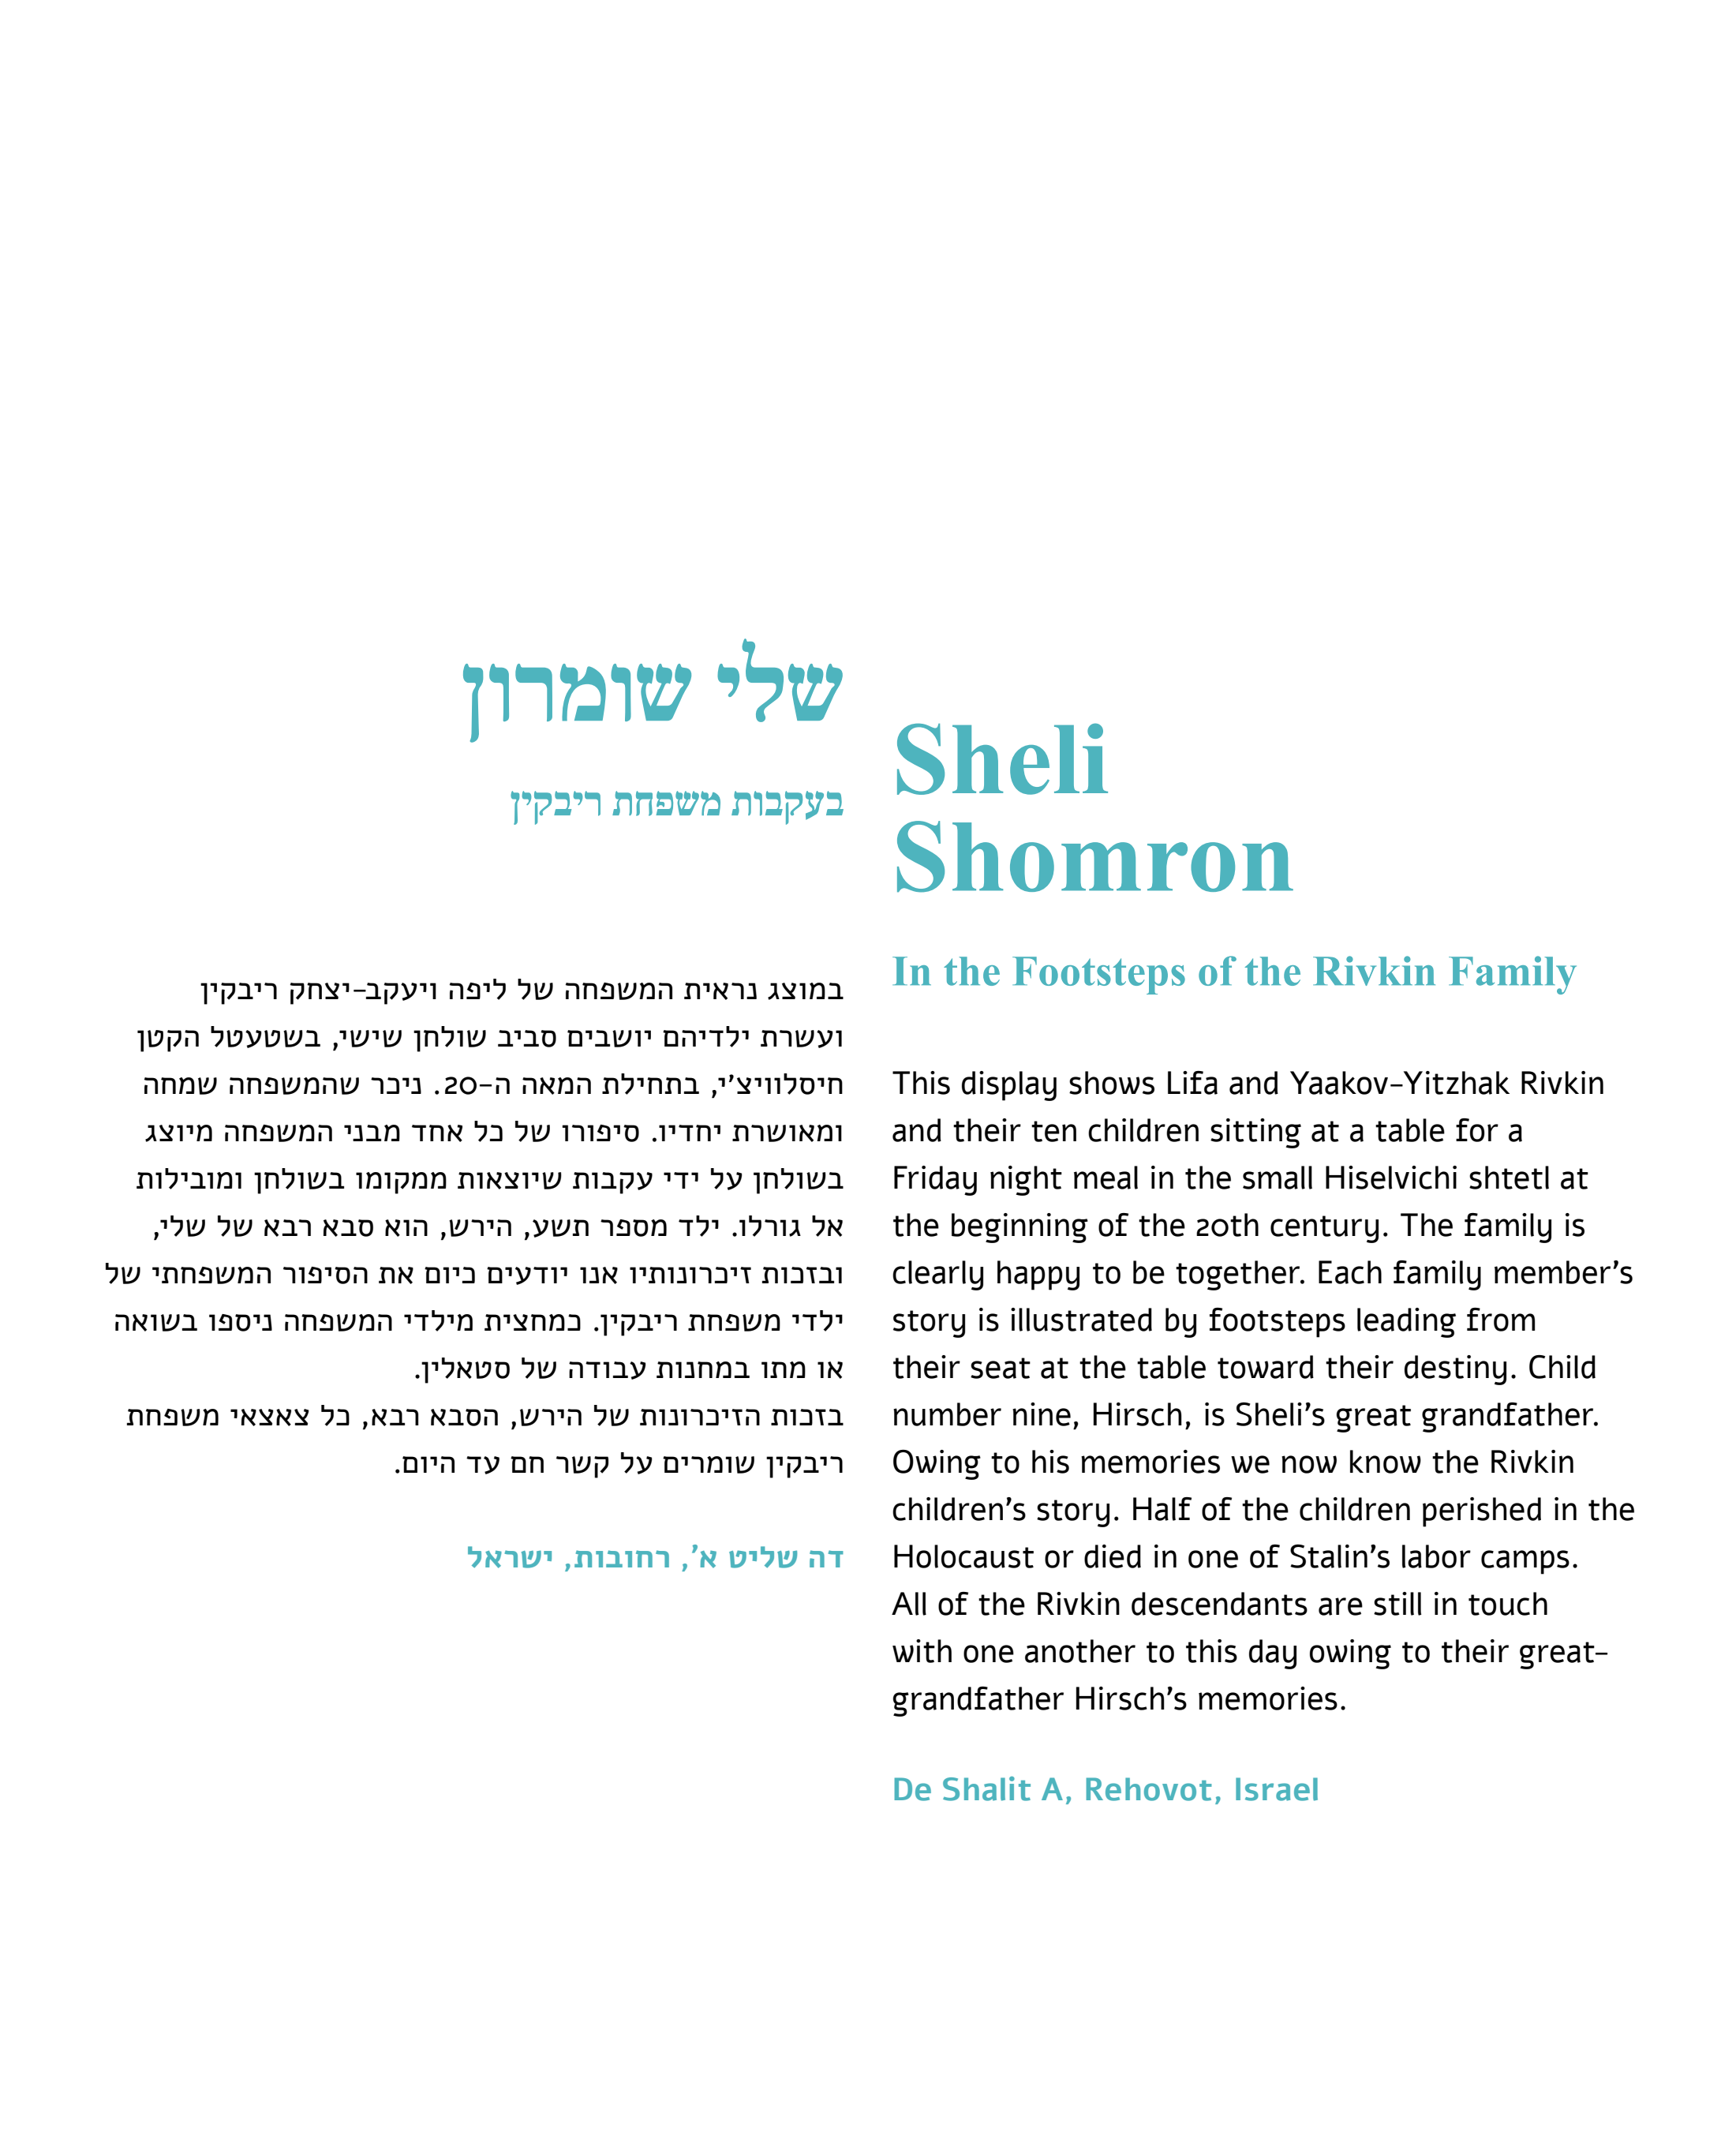 שלי שומרון
בעקבות משפחת ריבקין
במוצג נראית המשפחה של ליפה ויעקב-יצחק ריבקין
ועשרת ילדיהם יושבים סביב שולחן שישי, בשטעטל הקטן
חיסלוויצ'י, בתחילת המאה ה-20. ניכר שהמשפחה שמחה
ומאושרת יחדיו. סיפורו של כל אחד מבני המשפחה מיוצג
בשולחן על ידי עקבות שיוצאות ממקומו בשולחן ומובילות
אל גורלו. ילד מספר תשע, הירש, הוא סבא רבא של שלי,
ובזכות זיכרונותיו אנו יודעים כיום את הסיפור המשפחתי של
ילדי משפחת ריבקין. כמחצית מילדי המשפחה ניספו בשואה
או מתו במחנות עבודה של סטאלין.
בזכות הזיכרונות של הירש, הסבא רבא, כל צאצאי משפחת
ריבקין שומרים על קשר חם עד היום.
דה שליט א', רחובות, ישראל
Sheli
Shomron
In the Footsteps of the Rivkin Family
This display shows Lifa and Yaakov-Yitzhak Rivkin
and their ten children sitting at a table for a
Friday night meal in the small Hiselvichi shtetl at
the beginning of the 20th century. The family is
clearly happy to be together. Each family member's
story is illustrated by footsteps leading from
their seat at the table toward their destiny. Child
number nine, Hirsch, is Sheli's great grandfather.
Owing to his memories we now know the Rivkin
children's story. Half of the children perished in the
Holocaust or died in one of Stalin's labor camps.
All of the Rivkin descendants are still in touch
with one another to this day owing to their great-
grandfather Hirsch's memories.
De Shalit A, Rehovot, Israel